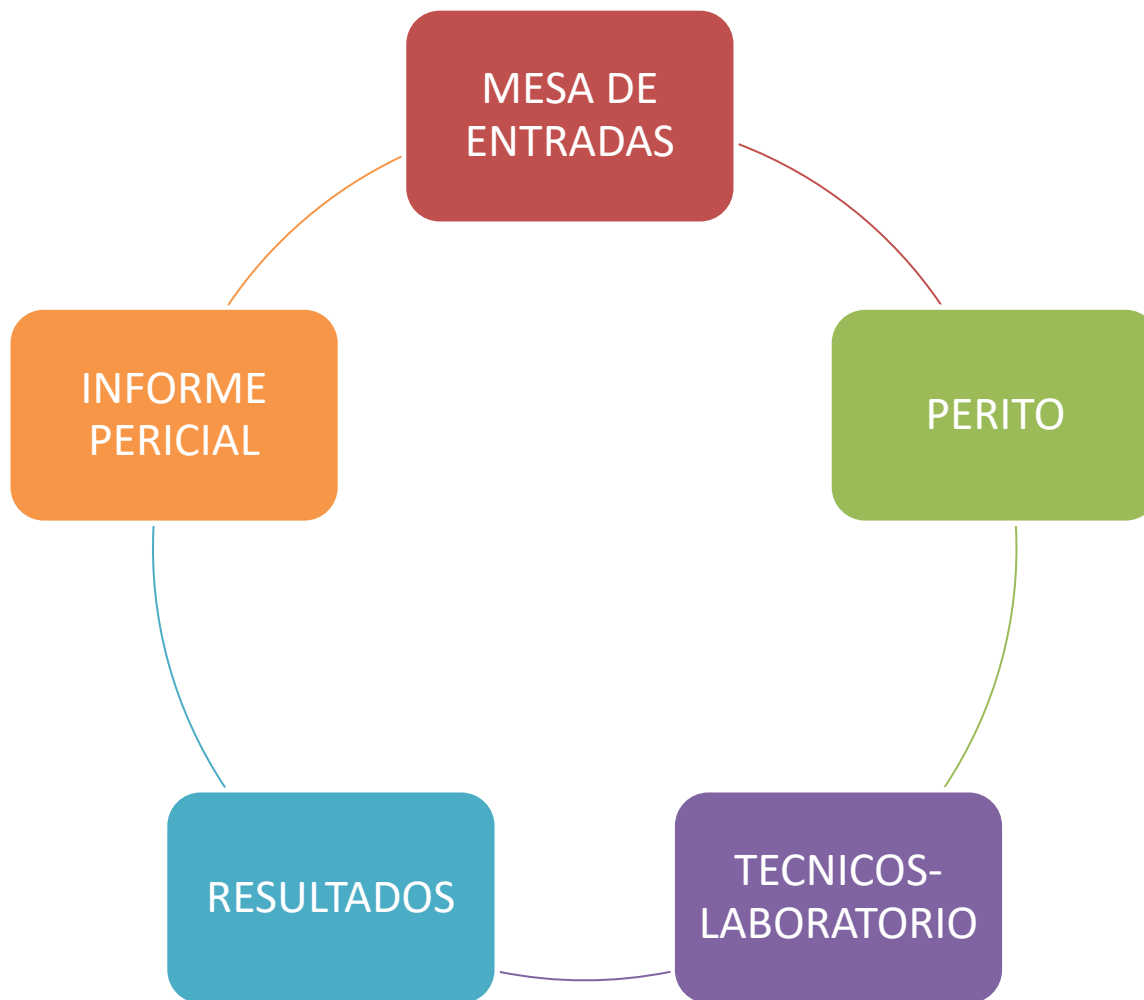 MESA DE
ENTRADAS
PERITO
TECNICOS-
LABORATORIO
RESULTADOS
INFORME
PERICIAL